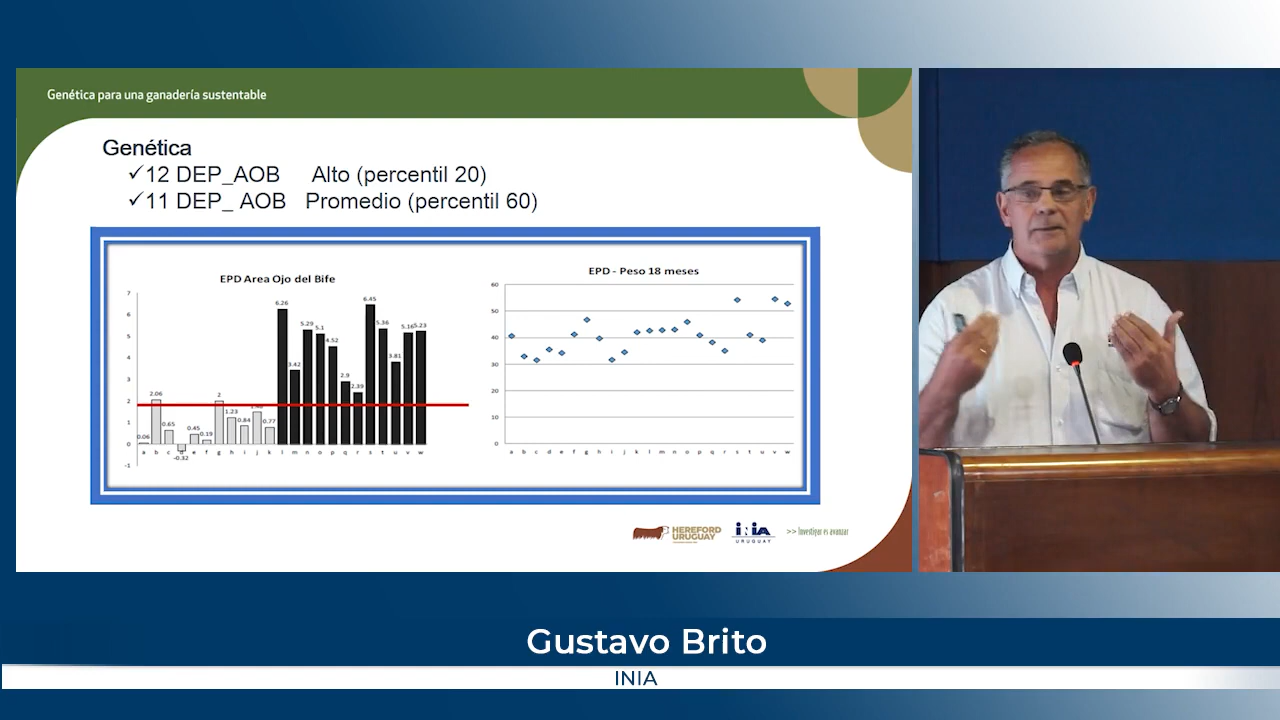 Genética para una ganadería sustentable
Genética
✓12 DEP_AOB Alto (percentil 20)
✓11 DEP_ AOB Promedio (percentil 60)
EPD Area Ojo del Bife
7
6
5
4
3
2
1
0
-1
0.06
2.06
0.65
-0.32
0.45
0.19
2
1.23
0.84
0.77
6.26
3.42
5.29
5.1
4.52
2.9
2.39
6.45
5.36
3.81
5.16
5.23
a b c d e f g h i j k l m n o p q r s t u v w
EPD - Peso 18 meses
60
50
40
30
20
10
0
a b c d e f g h i j k l m n o p q r s t u v w
HEREFORD
URUGUAY
INIA
URUGUAY
>> Investigar es avanzar
Gustavo Brito
INIA